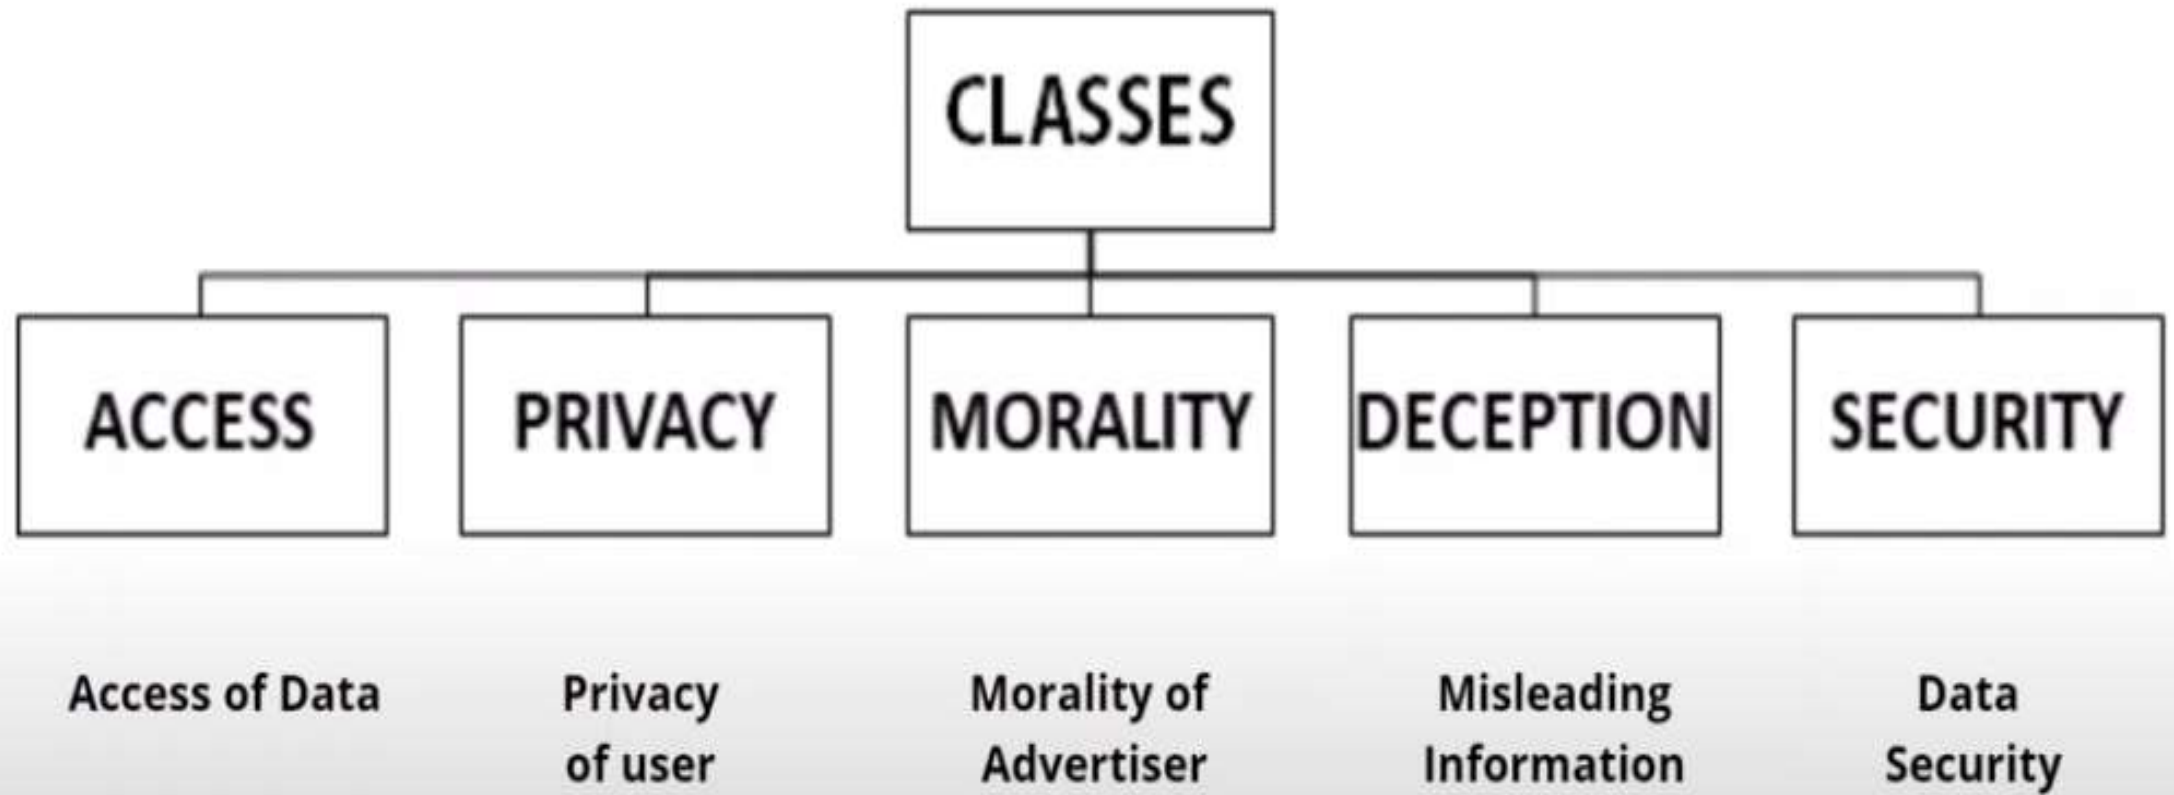 CLASSES
ACCESS
PRIVACY
MORALITY
DECEPTION
SECURITY
Access of Data
Privacy
of user
Morality of
Advertiser
Misleading
Information
Data
Security